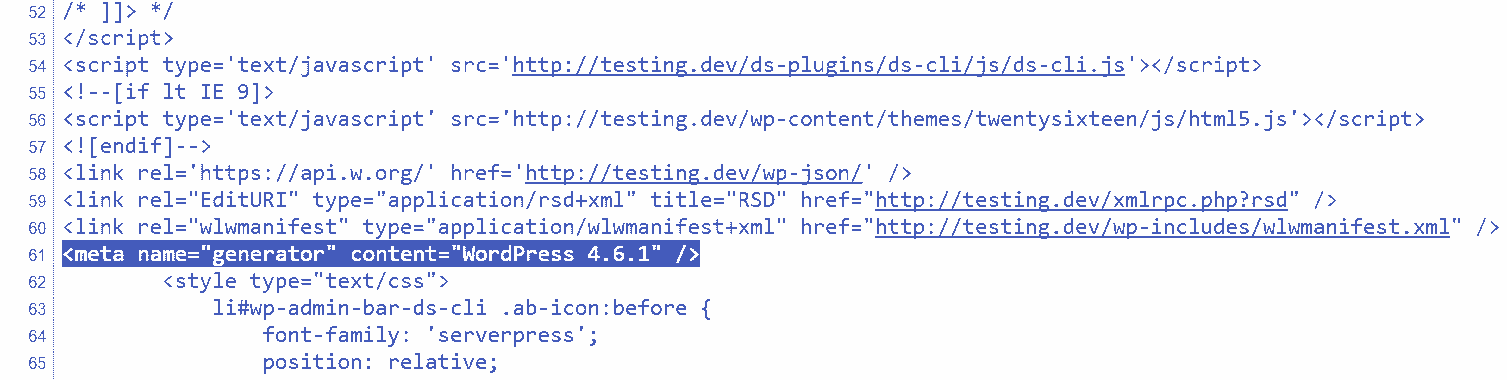 52 /* ]]> */
53 </script>
54 <script type='text/javascript' src='http://testing.dev/ds-plugins/ds-cli/js/ds-cli.js'></script>
55 <!--[if lt IE 9]>
56 <script type='text/javascript' src='http://testing.dev/wp-content/themes/twentysixteen/js/html5.js'></script>
57 <![endif]-->
58 <link rel='https://api.w.org/' href='http://testing.dev/wp-json/' />
59 <link rel="EditURI" type="application/rsd+xml" title="RSD" href="http://testing.dev/xmlrpc.php?rsd" />
60 <link rel="wlwmanifest" type="application/wlwmanifest+xml" href="http://testing.dev/wp-includes/wlwmanifest.xml" />
61 <meta name="generator" content="WordPress 4.6.1" />
62 <style type="text/css">
63 li#wp-admin-bar-ds-cli .ab-icon:before {
64 font-family: 'serverpress';
65 position: relative;